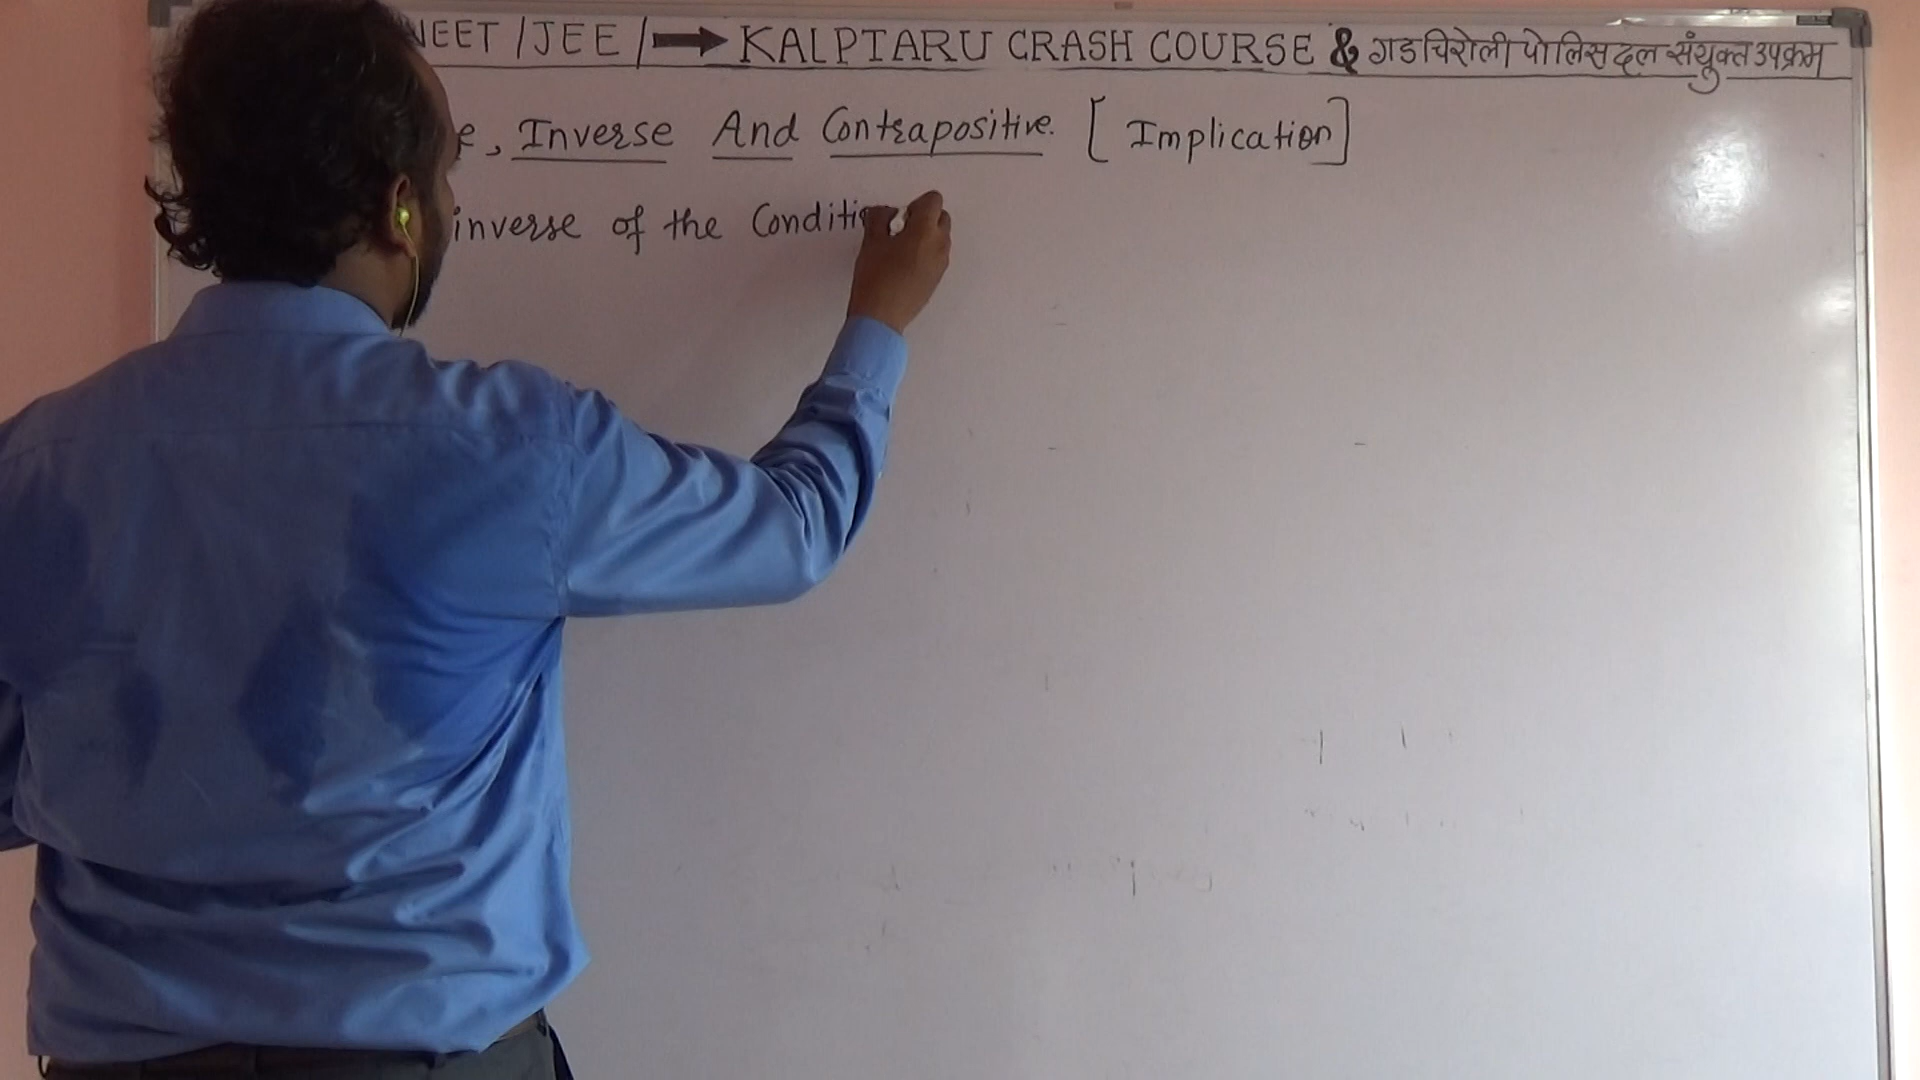 NEET / JEE / → KALPTARU CRASH COURSE & गडचिरोली पोलिस दल संयुक्त उपक्रम
e, Inverse And Contrapositive. [Implication]
inverse of the Conditi